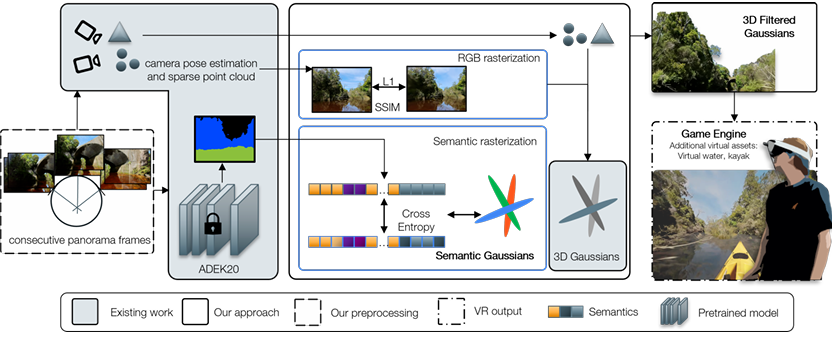 camera pose estimation
and sparse point cloud
consecutive panorama frames
ADEK20
RGB rasterization
L1
SSIM
Semantic rasterization
...
Cross
Entropy
...
Semantic Gaussians
3D Gaussians
3D Filtered
Gaussians
Game Engine
Additional virtual assets:
Virtual water, kayak
Existing work
Our approach
Our preprocessing
VR output
Semantics
Pretrained model